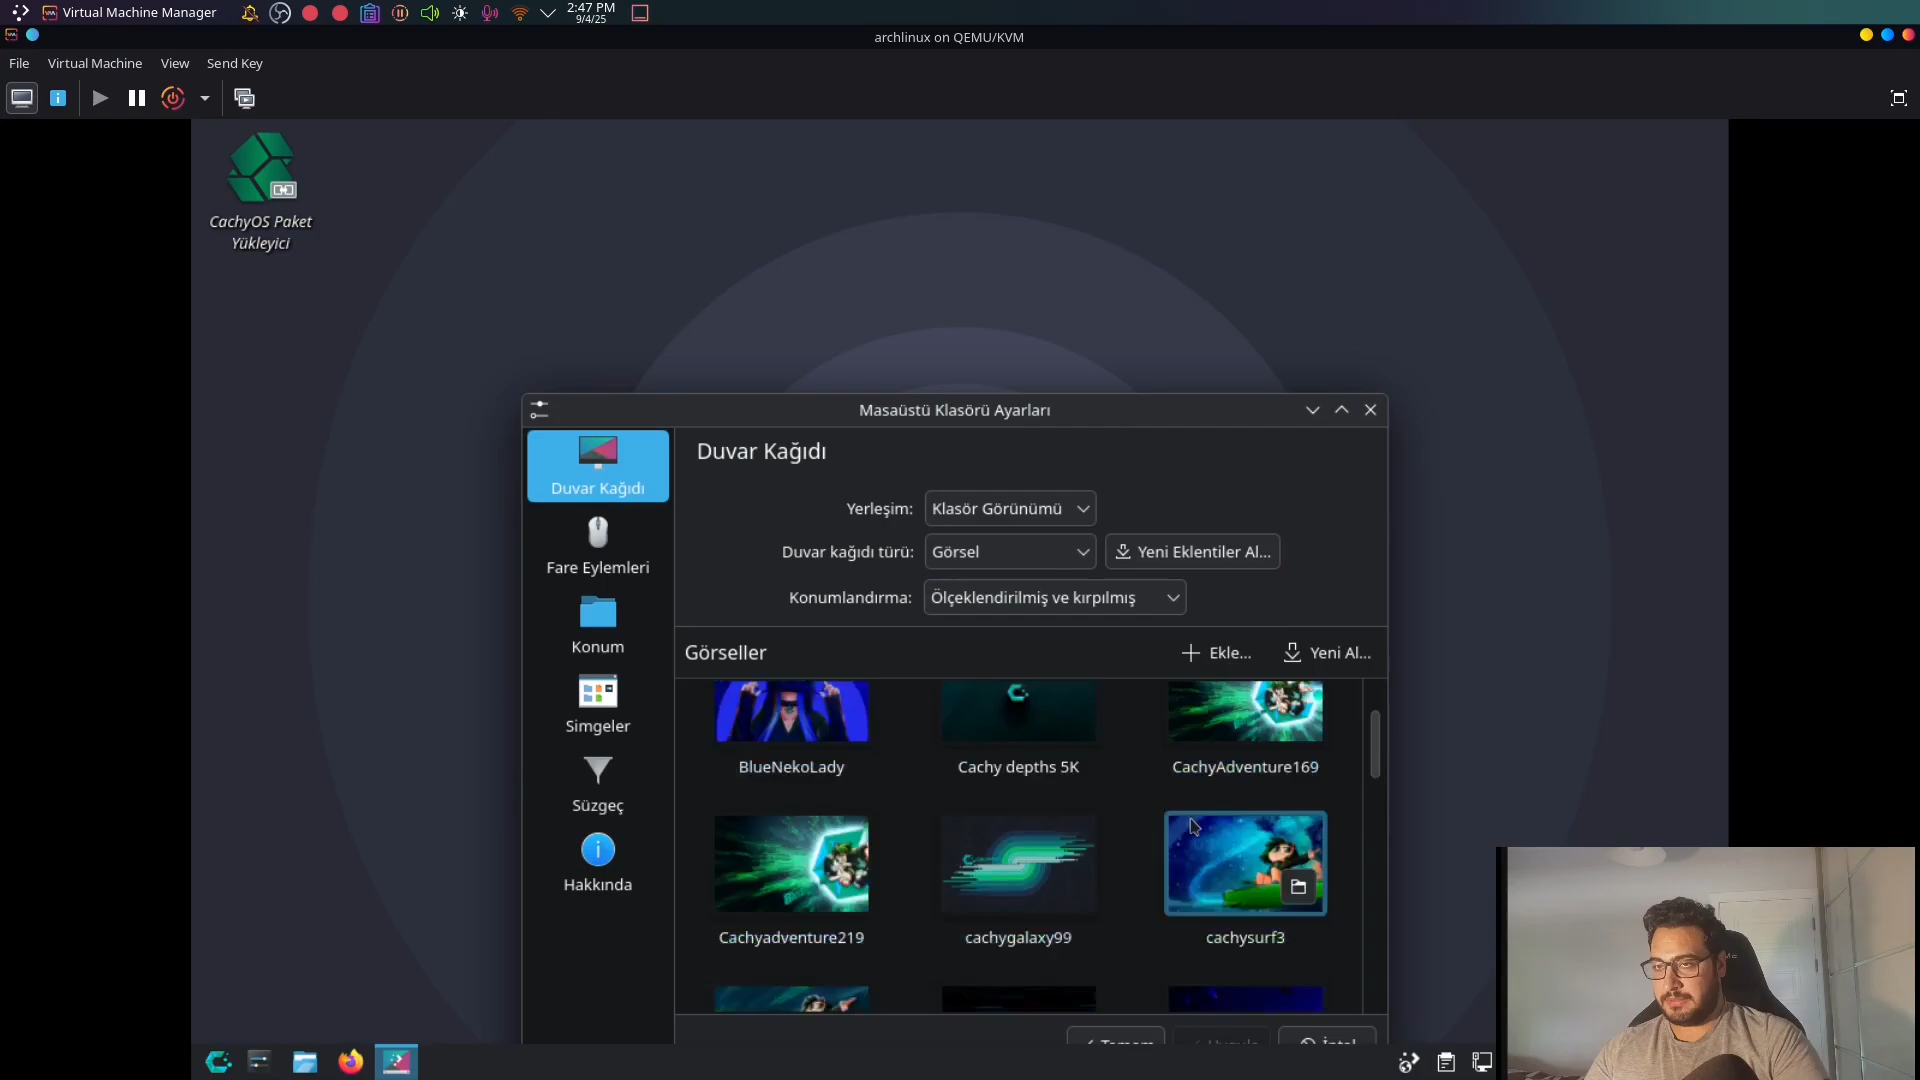 Virtual Machine Manager
2:47 PM
9/4/25
archlinux on QEMU/KVM
File
Virtual Machine
View
Send Key
CachyOS Paket
Yükleyici
Masaüstü Klasörü Ayarları
Duvar Kağıdı
Fare Eylemleri
Konum
Simgeler
Süzgeç
Hakkında
Duvar Kağıdı
Yerleşim:
Klasör Görünümü
Duvar kağıdı türü:
Görsel
Yeni Eklentiler Al...
Konumlandırma:
Ölçeklendirilmiş ve kırpılmış
Görseller
Ekle...
Yeni Al...
BlueNekoLady
Cachy depths 5K
CachyAdventure169
Cachyadventure219
cachygalaxy99
cachysurf3